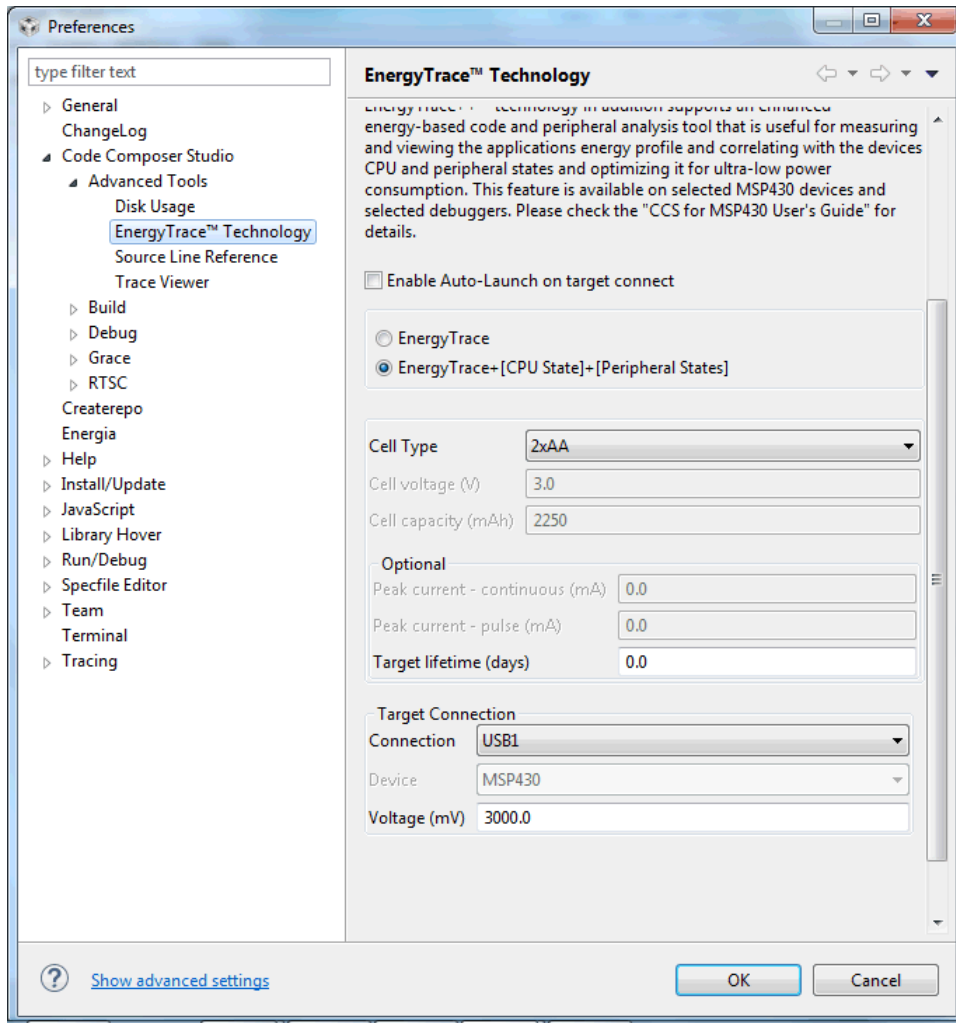 Preferences
type filter text
General
ChangeLog
Code Composer Studio
Advanced Tools
Disk Usage
EnergyTrace™ Technology
Source Line Reference
Trace Viewer
Build
Debug
Grace
RTSC
Createrepo
Energia
Help
Install/Update
JavaScript
Library Hover
Run/Debug
Specfile Editor
Team
Terminal
Tracing
EnergyTrace™ Technology
technology in addition supports an enhanced
energy-based code and peripheral analysis tool that is useful for measuring
and viewing the applications energy profile and correlating with the devices
CPU and peripheral states and optimizing it for ultra-low power
consumption. This feature is available on selected MSP430 devices and
selected debuggers. Please check the "CCS for MSP430 User's Guide" for
details.
Enable Auto-Launch on target connect
EnergyTrace
EnergyTrace+[CPU State]+[Peripheral States]
Cell Type 2xAA
Cell voltage (V) 3.0
Cell capacity (mAh) 2250
Optional
Peak current - continuous (mA) 0.0
Peak current - pulse (mA) 0.0
Target lifetime (days) 0.0
Target Connection
Connection USB1
Device MSP430
Voltage (mV) 3000.0
Show advanced settings
OK
Cancel